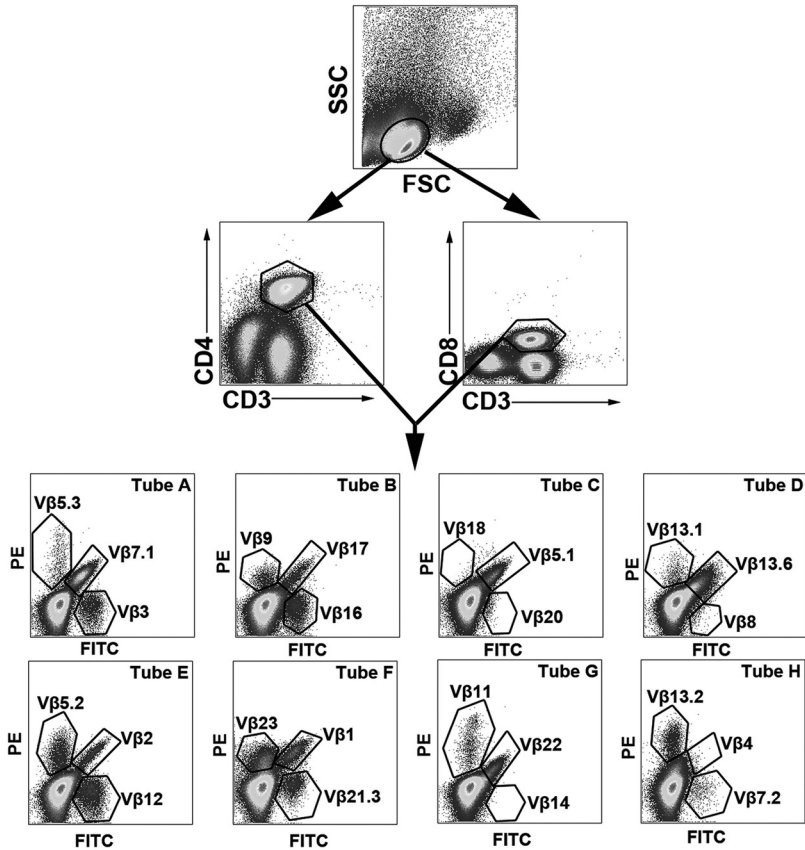 SSC
FSC
CD4
CD3
CD8
CD3
Tube A
Vβ5.3
Vβ7.1
Vβ3
PE
FITC
Tube B
Vβ9
Vβ17
Vβ16
PE
FITC
Tube C
Vβ18
Vβ5.1
Vβ20
PE
FITC
Tube D
Vβ13.1
Vβ13.6
Vβ8
PE
FITC
Tube E
Vβ5.2
Vβ2
Vβ12
PE
FITC
Tube F
Vβ23
Vβ1
Vβ21.3
PE
FITC
Tube G
Vβ11
Vβ22
Vβ14
PE
FITC
Tube H
Vβ13.2
Vβ4
Vβ7.2
PE
FITC